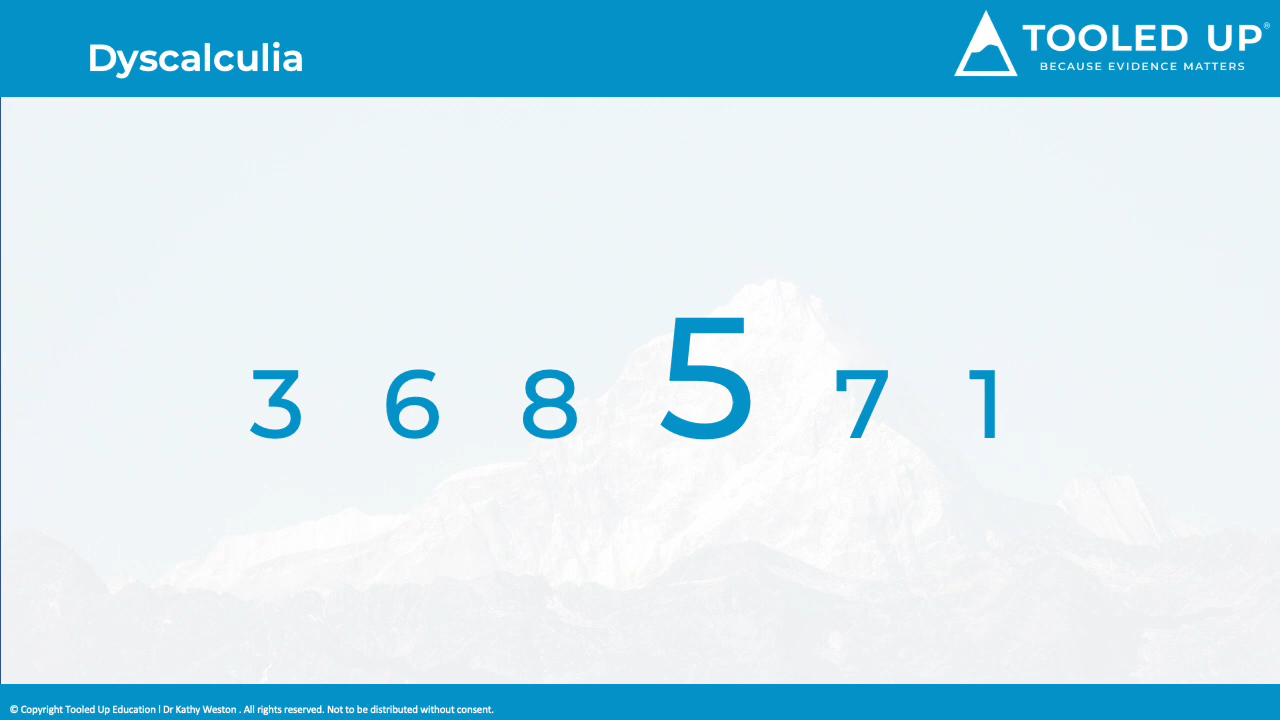 Dyscalculia
TOOLED UP®
BECAUSE EVIDENCE MATTERS
3 6 8 5 7 1
© Copyright Tooled Up Education l Dr Kathy Weston . All rights reserved. Not to be distributed without consent.